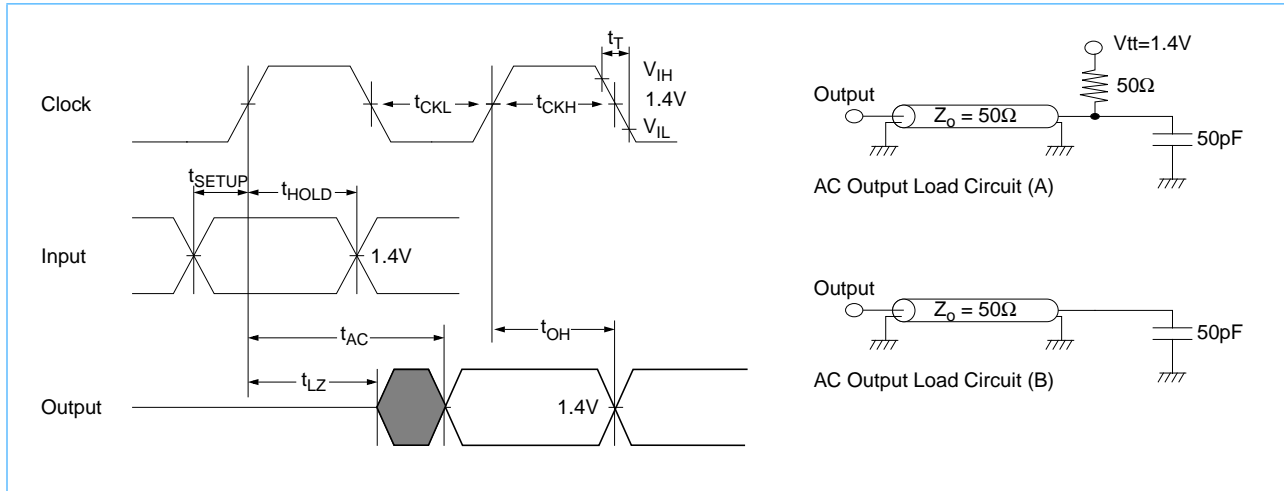 tT
VIH
Clock
tCKL
tCKH
1.4V
VIL
tSETUP
tHOLD
Input
1.4V
tAC
tOH
tLZ
Output
1.4V
Vtt=1.4V
50Ω
Output
Zo = 50Ω
50pF
AC Output Load Circuit (A)
Output
Zo = 50Ω
50pF
AC Output Load Circuit (B)